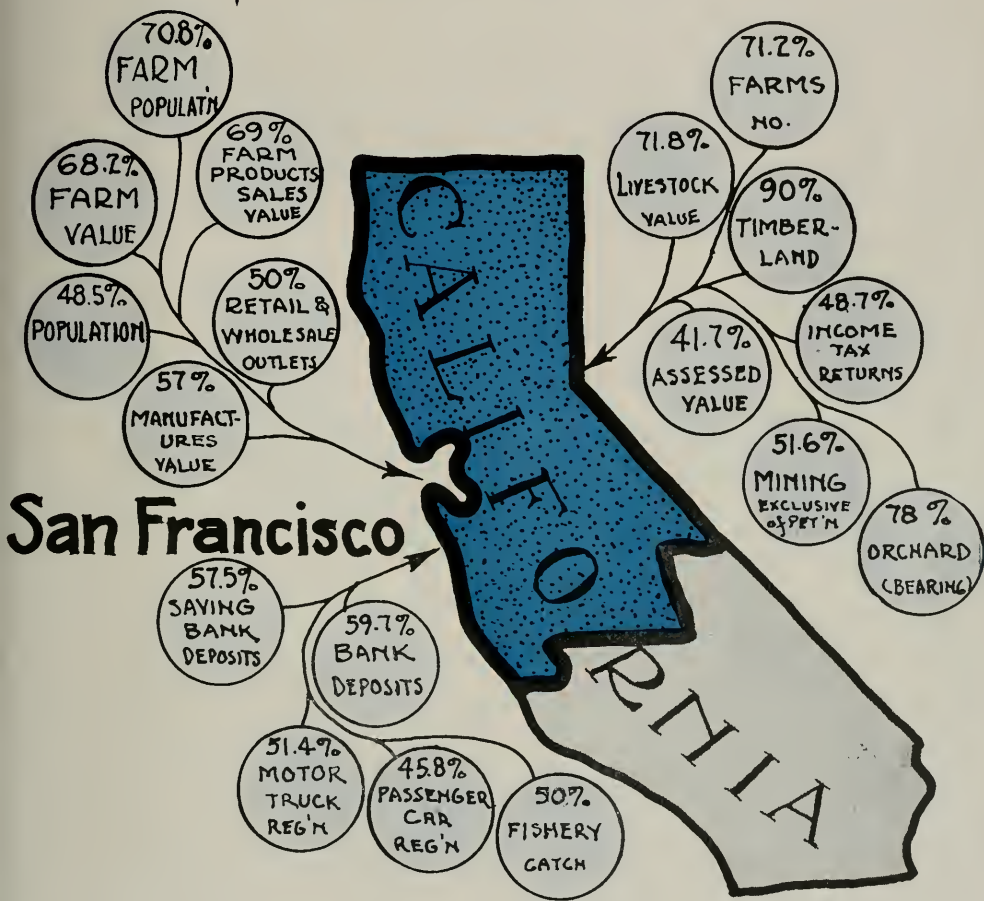 70.8%
FARM
POPULAT'N
68.2%
FARM
VALUE
69%
FARM
PRODUCTS
SALES
VALUE
48.5%
POPULATION
50%
RETAIL &
WHOLESALE
OUTLETS
57%
MANUFACT-
URES
VALUE
71.2%
FARMS
NO.
71.8%
LIVESTOCK
VALUE
90%
TIMBER-
LAND
48.7%
INCOME
TAX
RETURNS
41.7%
ASSESSED
VALUE
51.6%
MINING
EXCLUSIVE
of PET'M
78%
ORCHARD
(BEARING)
CALIFORNIA
San Francisco
57.5%
SAVING
BANK
DEPOSITS
59.7%
BANK
DEPOSITS
51.4%
MOTOR
TRUCK
REG'N
45.8%
PASSENGER
CAR
REG'N
50%
FISHERY
CATCH